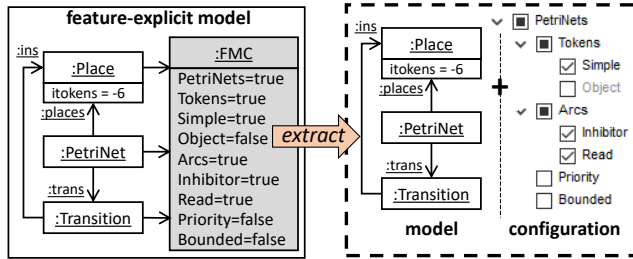 feature-explicit model
:ins
:Place
itokens = -6
:places
:PetriNet
:trans
:Transition
:FMC
PetriNets=true
Tokens=true
Simple=true
Object=false
Arcs=true
Inhibitor=true
Read=true
Priority=false
Bounded=false
extract
:ins
:Place
itokens = -6
:places
:PetriNet
:trans
:Transition
model
+
PetriNets
Tokens
Simple
Object
Arcs
Inhibitor
Read
Priority
Bounded
configuration